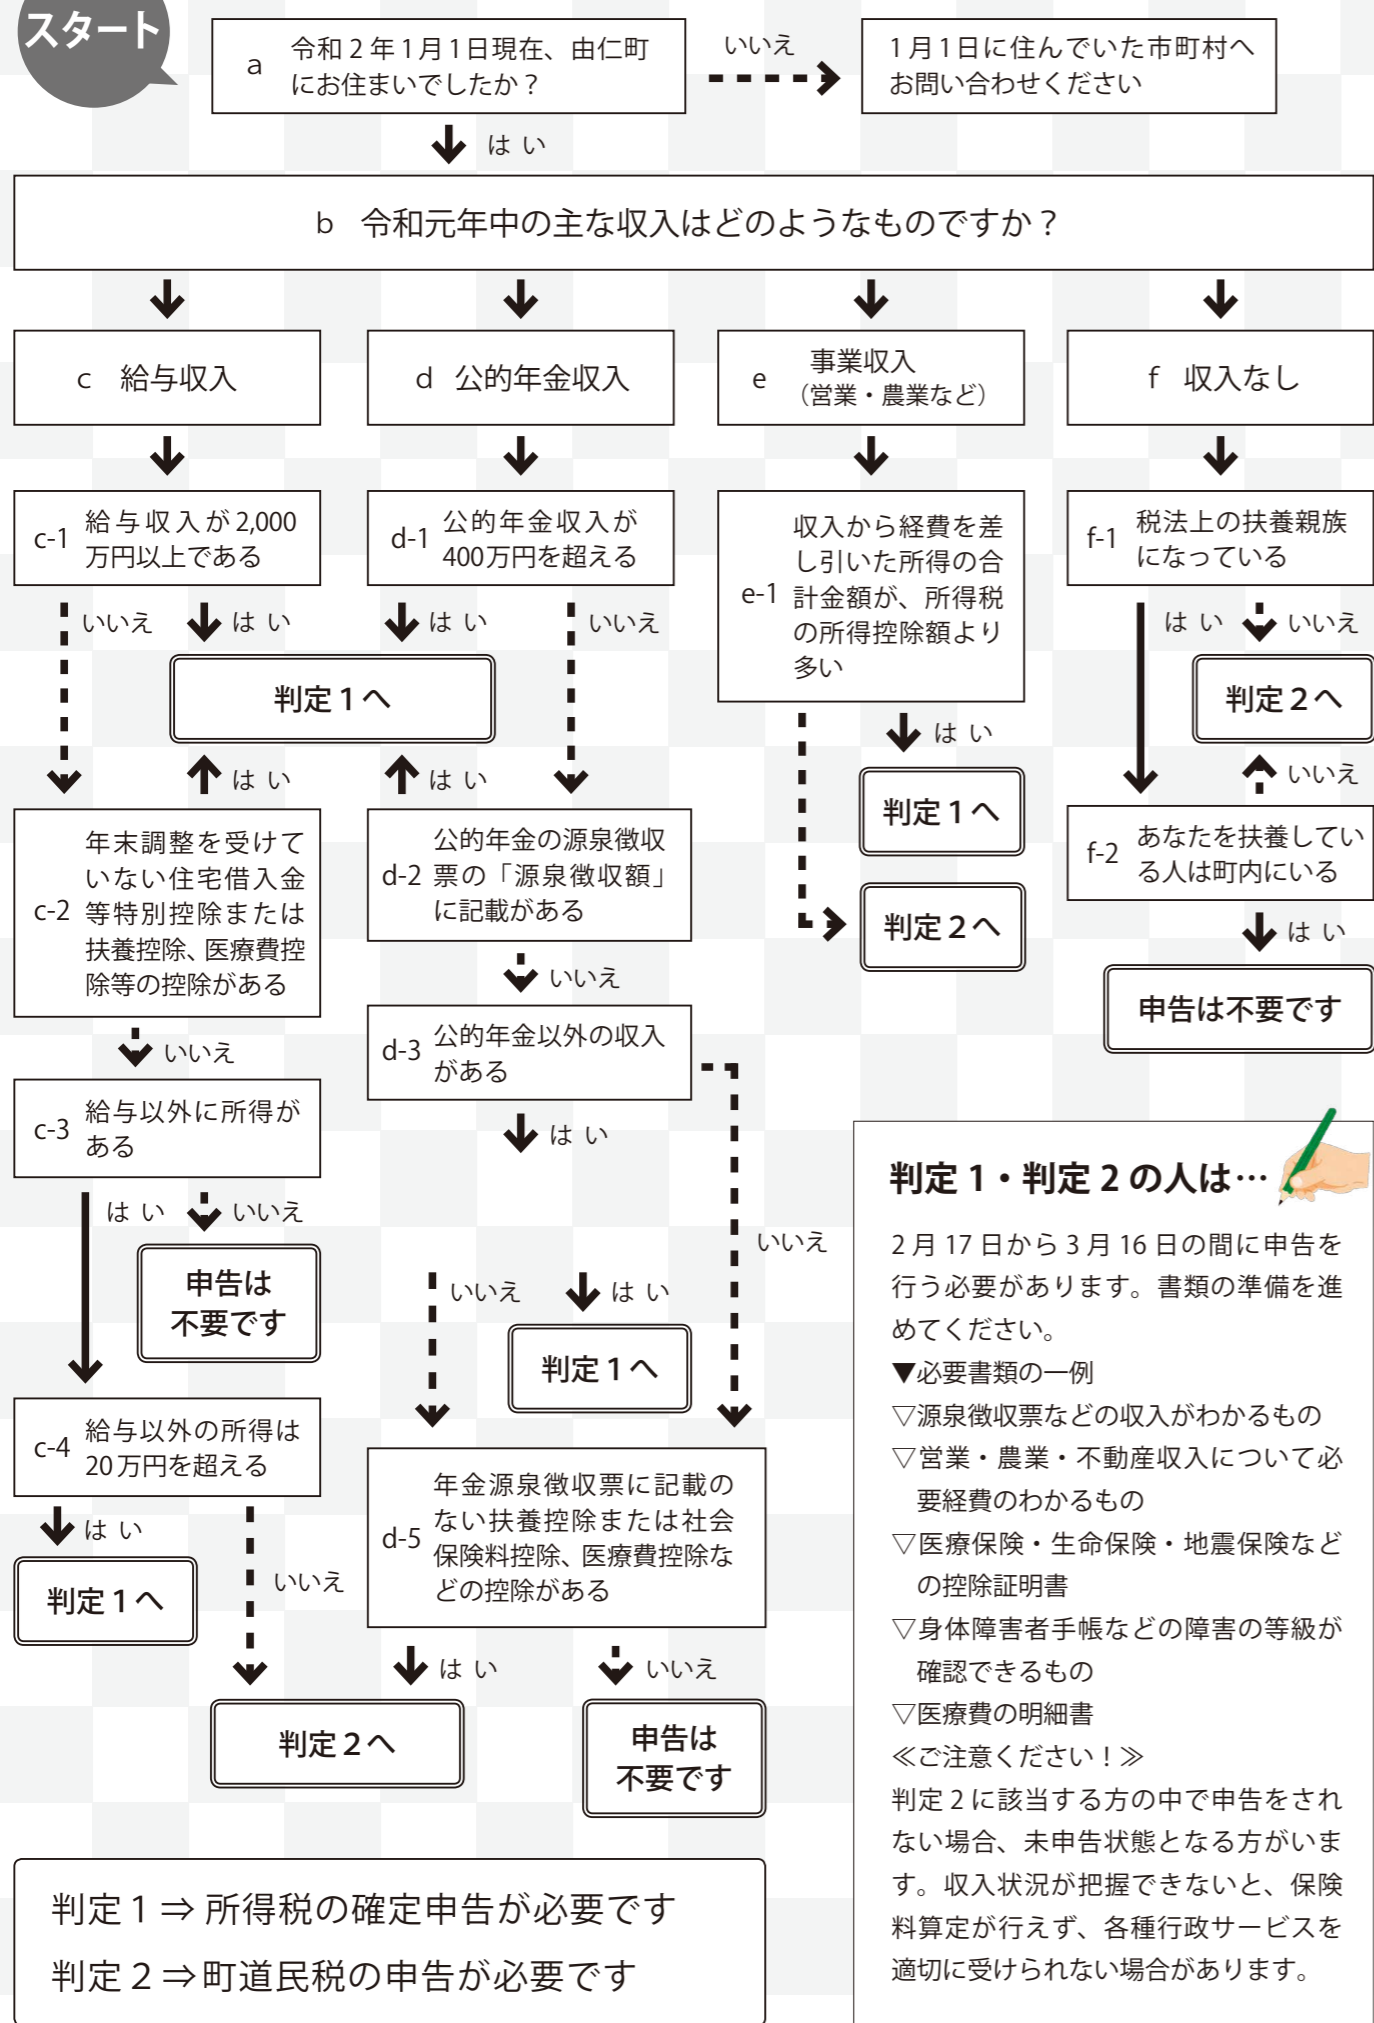 スタート
a 令和２年１月１日現在、由仁町
にお住まいでしたか？
いいえ
１月１日に住んでいた市町村へ
お問い合わせください
はい
b 令和元年中の主な収入はどのようなものですか？
c 給与収入
d 公的年金収入
e 事業収入
（営業・農業など）
f 収入なし
c-1 給与収入が2,000
万円以上である
d-1 公的年金収入が
400万円を超える
e-1 収入から経費を差
し引いた所得の合
計金額が、所得税
の所得控除額より
多い
f-1 税法上の扶養親族
になっている
いいえ
はい
はい
いいえ
はい
いいえ
判定１へ
判定２へ
はい
はい
はい
いいえ
c-2 年末調整を受けて
いない住宅借入金
等特別控除または
扶養控除、医療費控
除等の控除がある
d-2 公的年金の源泉徴収
票の「源泉徴収額」
に記載がある
判定１へ
判定２へ
f-2 あなたを扶養してい
る人は町内にいる
はい
申告は不要です
いいえ
いいえ
c-3 給与以外に所得が
ある
d-3 公的年金以外の収入
がある
はい
いいえ
はい
いいえ
申告は
不要です
いいえ
はい
判定１へ
c-4 給与以外の所得は
20万円を超える
はい
いいえ
判定１へ
d-5 年金源泉徴収票に記載の
ない扶養控除または社会
保険料控除、医療費控除な
どの控除がある
はい
いいえ
判定２へ
申告は
不要です
判定 1・判定 2 の人は…
2 月 17 日から 3 月 16 日の間に申告を
行う必要があります。書類の準備を進
めてください。
▼必要書類の一例
▽源泉徴収票などの収入がわかるもの
▽営業・農業・不動産収入について必
要経費のわかるもの
▽医療保険・生命保険・地震保険など
の控除証明書
▽身体障害者手帳などの障害の等級が
確認できるもの
▽医療費の明細書
≪ご注意ください！≫
判定 2 に該当する方の中で申告をされ
ない場合、未申告状態となる方がいま
す。収入状況が把握できないと、保険
料算定が行えず、各種行政サービスを
適切に受けられない場合があります。
判定１⇒ 所得税の確定申告が必要です
判定２⇒町道民税の申告が必要です